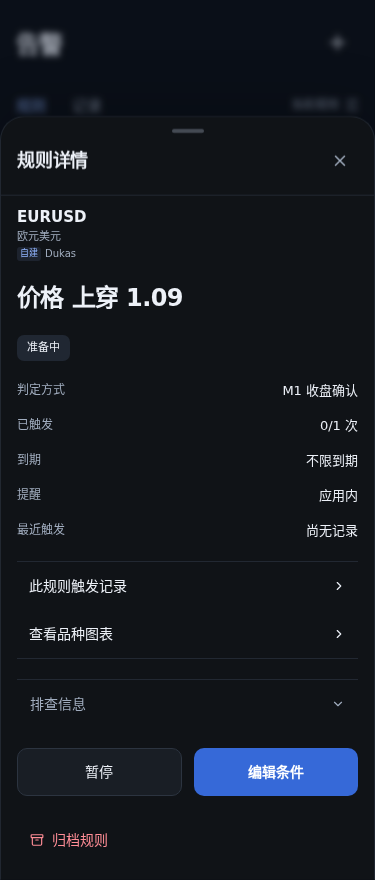 告警
规则详情
EURUSD
欧元美元
自建 Dukas
价格 上穿 1.09
准备中
判定方式 M1 收盘确认
已触发 0/1 次
到期 不限到期
提醒 应用内
最近触发 尚无记录
此规则触发记录
查看品种图表
排查信息
暂停 编辑条件
归档规则